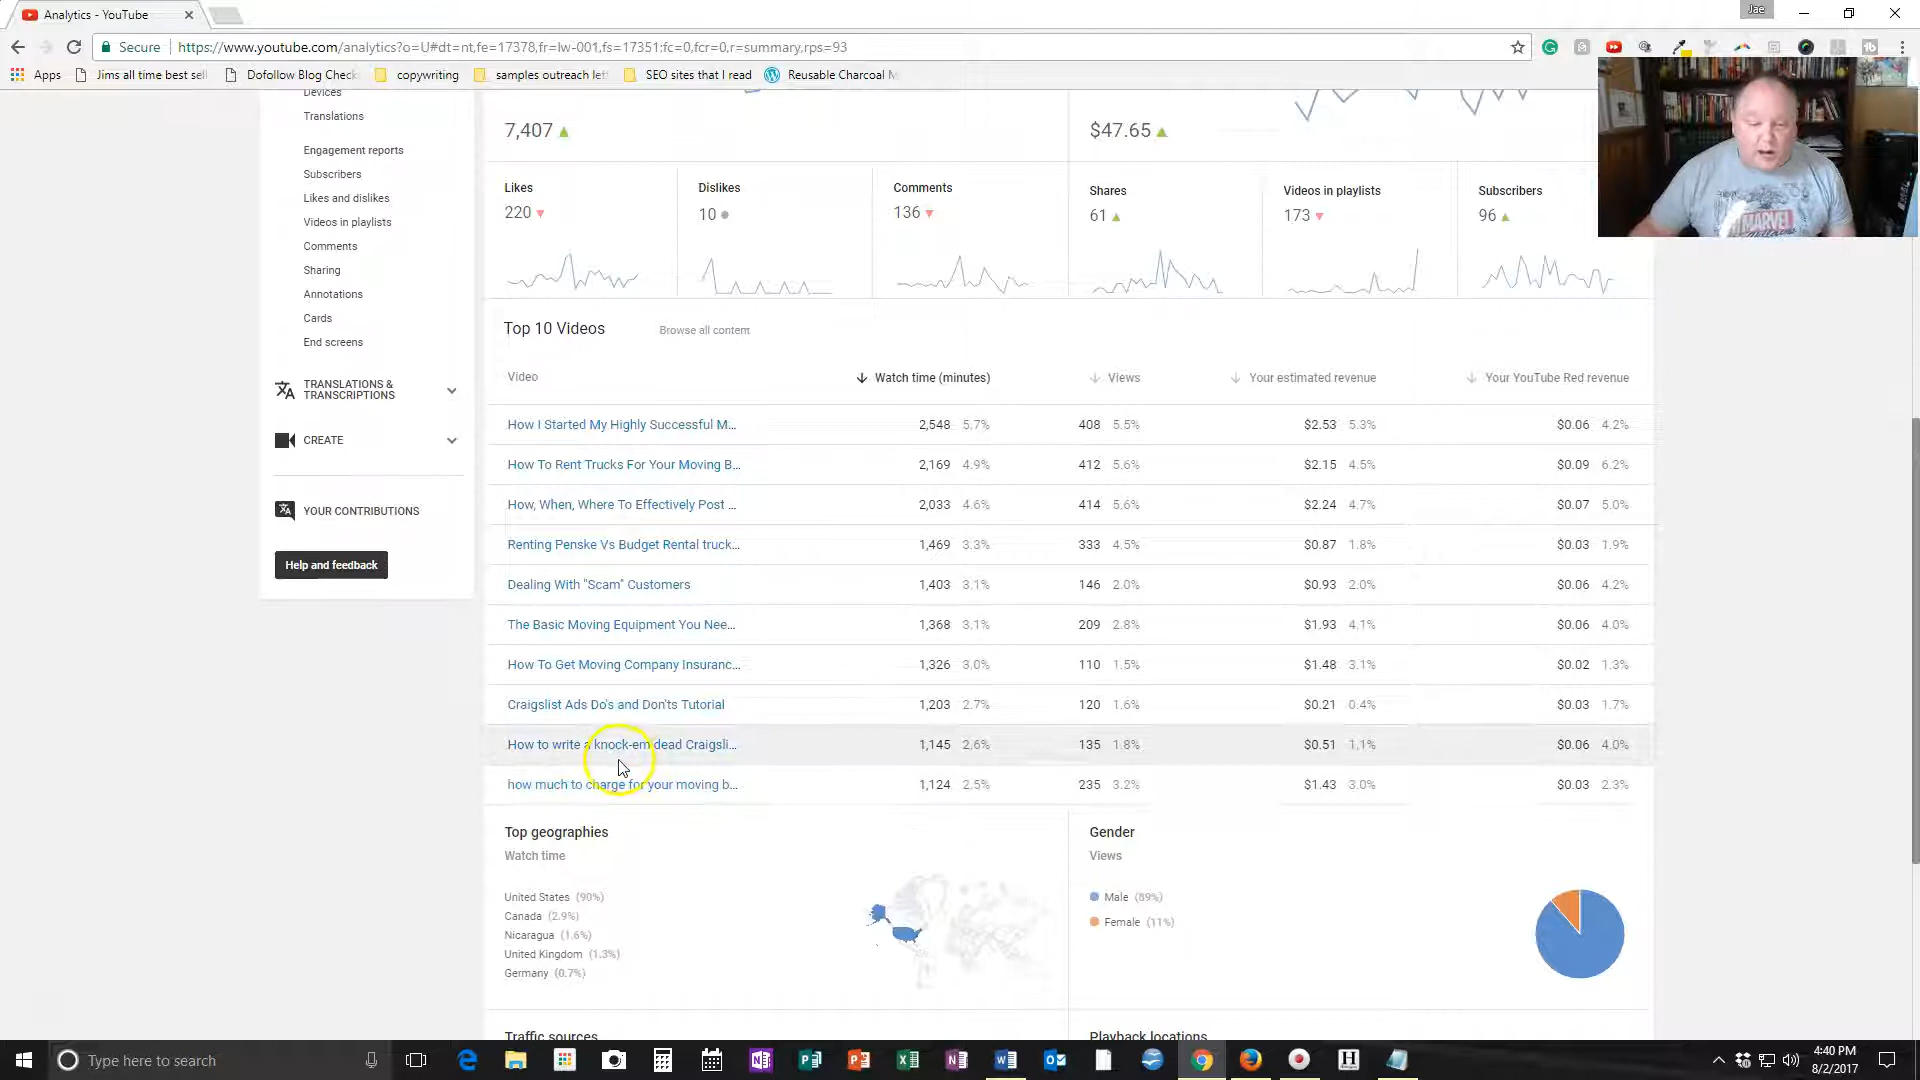 Analytics - YouTube
Jae
Secure | https://www.youtube.com/analytics?o=U#dt=nt,fe=17378,fr=lw-001,fs=17351;fc=0,fcr=0,r=summary,rps=93
Apps Jims all time best sel Dofollow Blog Check copywriting samples outreach let SEO sites that I read Reusable Charcoal M
Devices
Translations
Engagement reports
Subscribers
Likes and dislikes
Videos in playlists
Comments
Sharing
Annotations
Cards
End screens
TRANSLATIONS &
TRANSCRIPTIONS
CREATE
YOUR CONTRIBUTIONS
Help and feedback
7,407 $47.65
Likes Dislikes Comments Shares Videos in playlists Subscribers
220 10 136 61 173 96
Top 10 Videos Browse all content
Video Watch time (minutes) Views Your estimated revenue Your YouTube Red revenue
How I Started My Highly Successful M... 2,548 5.7% 408 5.5% $2.53 5.3% $0.06 4.2%
How To Rent Trucks For Your Moving B... 2,169 4.9% 412 5.6% $2.15 4.5% $0.09 6.2%
How, When, Where To Effectively Post ... 2,033 4.6% 414 5.6% $2.24 4.7% $0.07 5.0%
Renting Penske Vs Budget Rental truck... 1,469 3.3% 333 4.5% $0.87 1.8% $0.03 1.9%
Dealing With "Scam" Customers 1,403 3.1% 146 2.0% $0.93 2.0% $0.06 4.2%
The Basic Moving Equipment You Nee... 1,368 3.1% 209 2.8% $1.93 4.1% $0.06 4.0%
How To Get Moving Company Insuranc... 1,326 3.0% 110 1.5% $1.48 3.1% $0.02 1.3%
Craigslist Ads Do's and Don'ts Tutorial 1,203 2.7% 120 1.6% $0.21 0.4% $0.03 1.7%
How to write a knock-em dead Craigsli... 1,145 2.6% 135 1.8% $0.51 1.1% $0.06 4.0%
how much to charge for your moving b... 1,124 2.5% 235 3.2% $1.43 3.0% $0.03 2.3%
Top geographies
Watch time
United States (90%)
Canada (2.9%)
Nicaragua (1.6%)
United Kingdom (1.3%)
Germany (0.7%)
Gender
Views
Male (89%)
Female (11%)
Traffic sources Playback locations
MARVEL
Type here to search
4:40 PM
8/2/2017